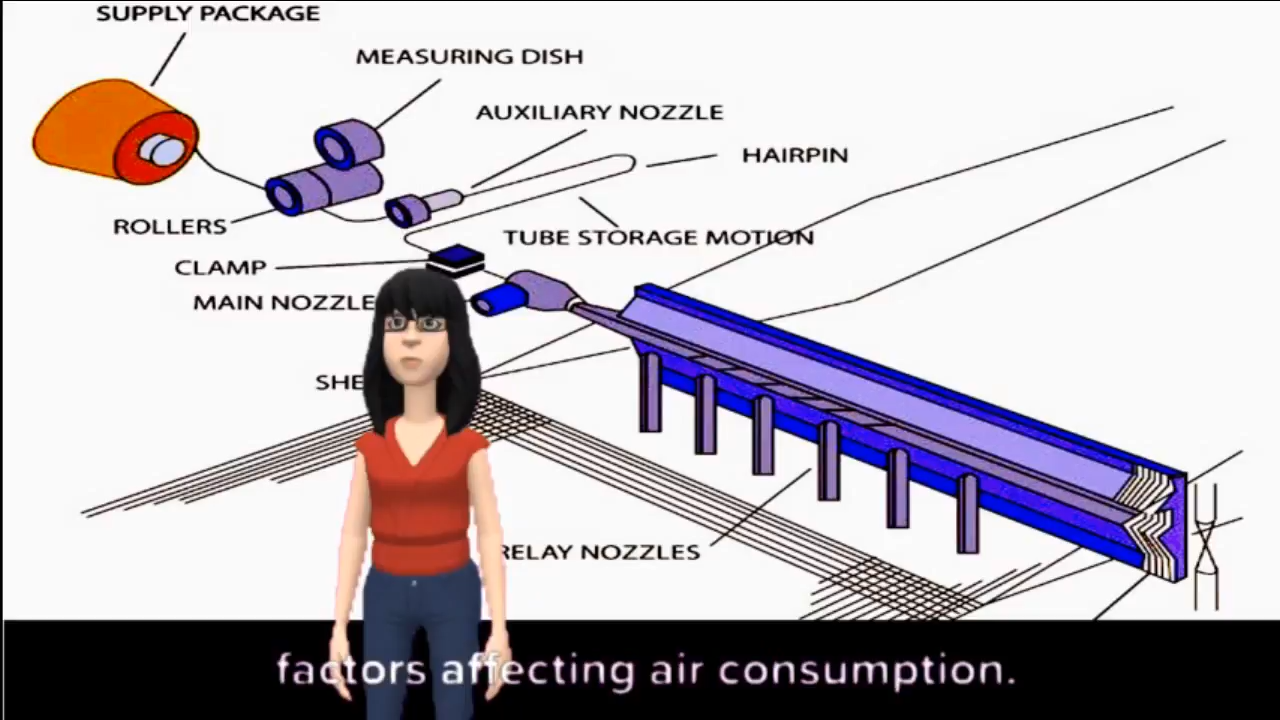 SUPPLY PACKAGE
MEASURING DISH
AUXILIARY NOZZLE
HAIRPIN
ROLLERS
TUBE STORAGE MOTION
CLAMP
MAIN NOZZLE
SHE
RELAY NOZZLES
factors affecting air consumption.